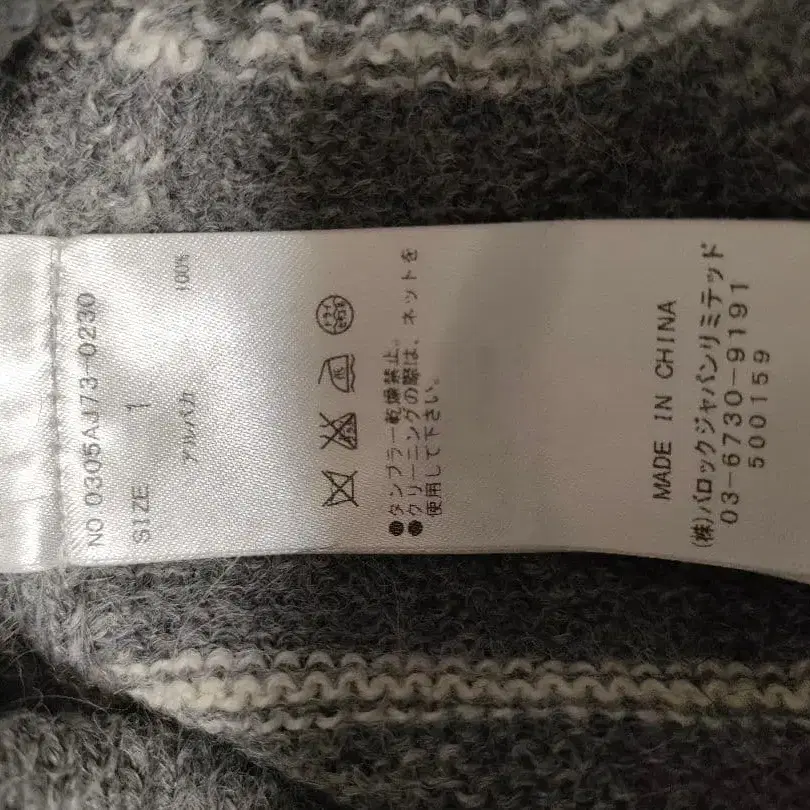 NO 0305AJ73-0230
SIZE 1
アルパカ 100%
ドライ
●タンブラー乾燥禁止。
●クリーニングの際は、ネットを
使用して下さい。
MADE IN CHINA
(株)バロックジャパンリミテッド
03-6730-9191
500159